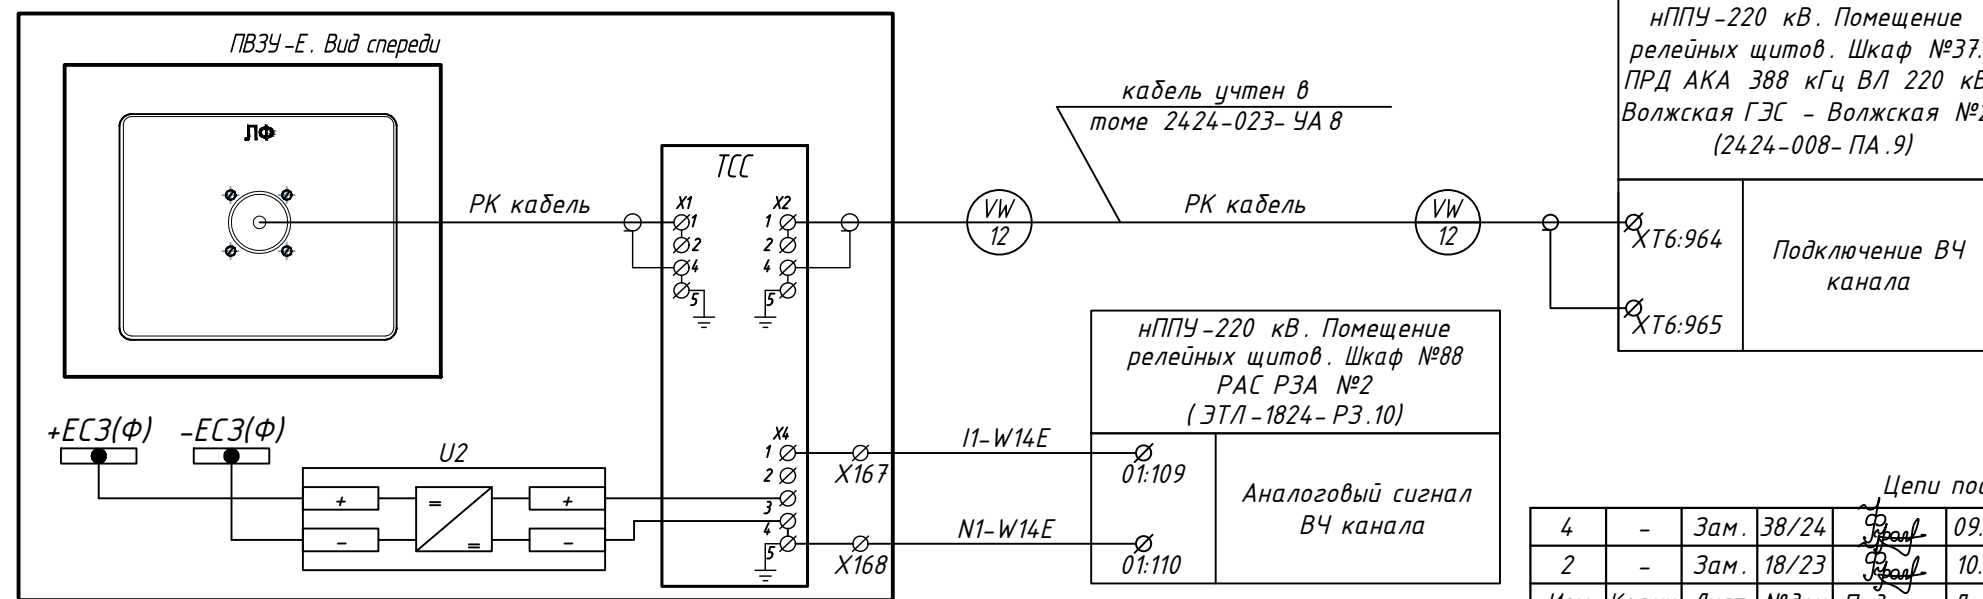 ПВЗУ-Е. Вид спереди
ЛФ
РК кабель
ТСС
X1
1
2
4
5
X2
1
2
4
5
кабель учтен в
томе 2424-023-УА 8
VW
12
РК кабель
VW
12
нППУ-220 кВ. Помещение
релейных щитов. Шкаф №37.
ПРД АКА 388 кГц ВЛ 220 кВ
Волжская ГЭС - Волжская
(2424-008-ПА.9)
XT6:964
XT6:965
Подключение ВЧ
канала
+ЕС3(Ф)
-ЕС3(Ф)
U2
+
-
=
=
+
-
X4
1
2
3
4
5
X167
X168
I1-W14E
N1-W14E
нППУ-220 кВ. Помещение
релейных щитов. Шкаф №88
РАС РЗА №2
(ЭТЛ-1824-РЗ.10)
01:109
01:110
Аналоговый сигнал
ВЧ канала
Цепи
4 - Зам. 38/24 09.
2 - Зам. 18/23 10.